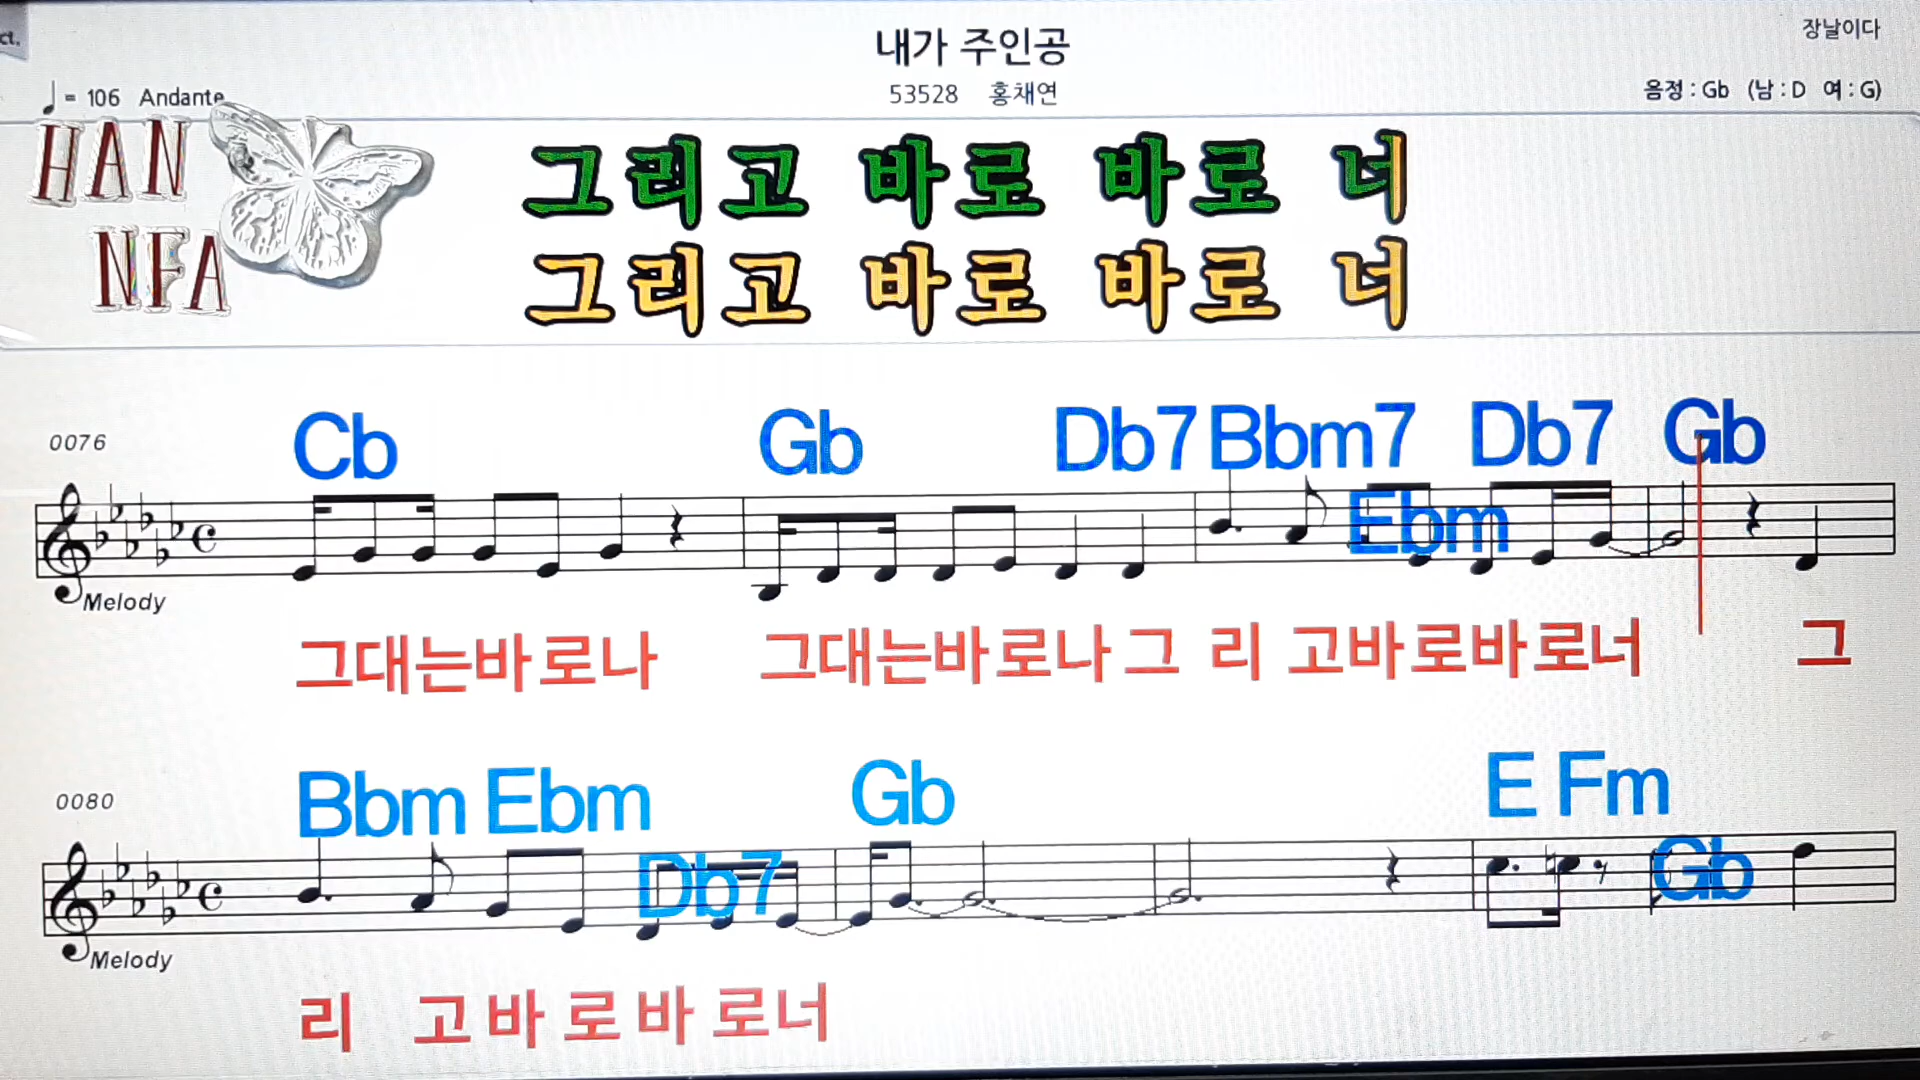 ct.
내가 주인공
장날이다
♩= 106 Andante
53528 홍채연
음정 : Gb (남 : D 여 : G)
HAN
NFA
그리고 바로 바로 너
그리고 바로 바로 너
0076
Cb Gb Db7 Bbm7 Db7 Gb
Ebm
Melody
그대는바로나 그대는바로나그 리 고바로바로너 그
0080
Bbm Ebm Gb E Fm
Db7 Gb
Melody
리 고바로바로너